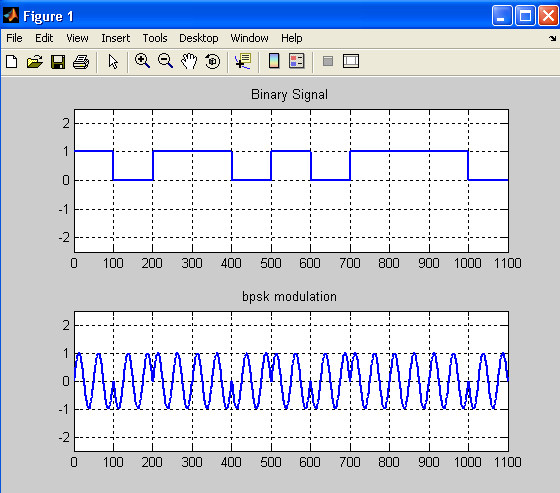 Figure 1
File Edit View Insert Tools Desktop Window Help
Binary Signal
2
1
0
-1
-2
0 100 200 300 400 500 600 700 800 900 1000 1100
bpsk modulation
2
1
0
-1
-2
0 100 200 300 400 500 600 700 800 900 1000 1100